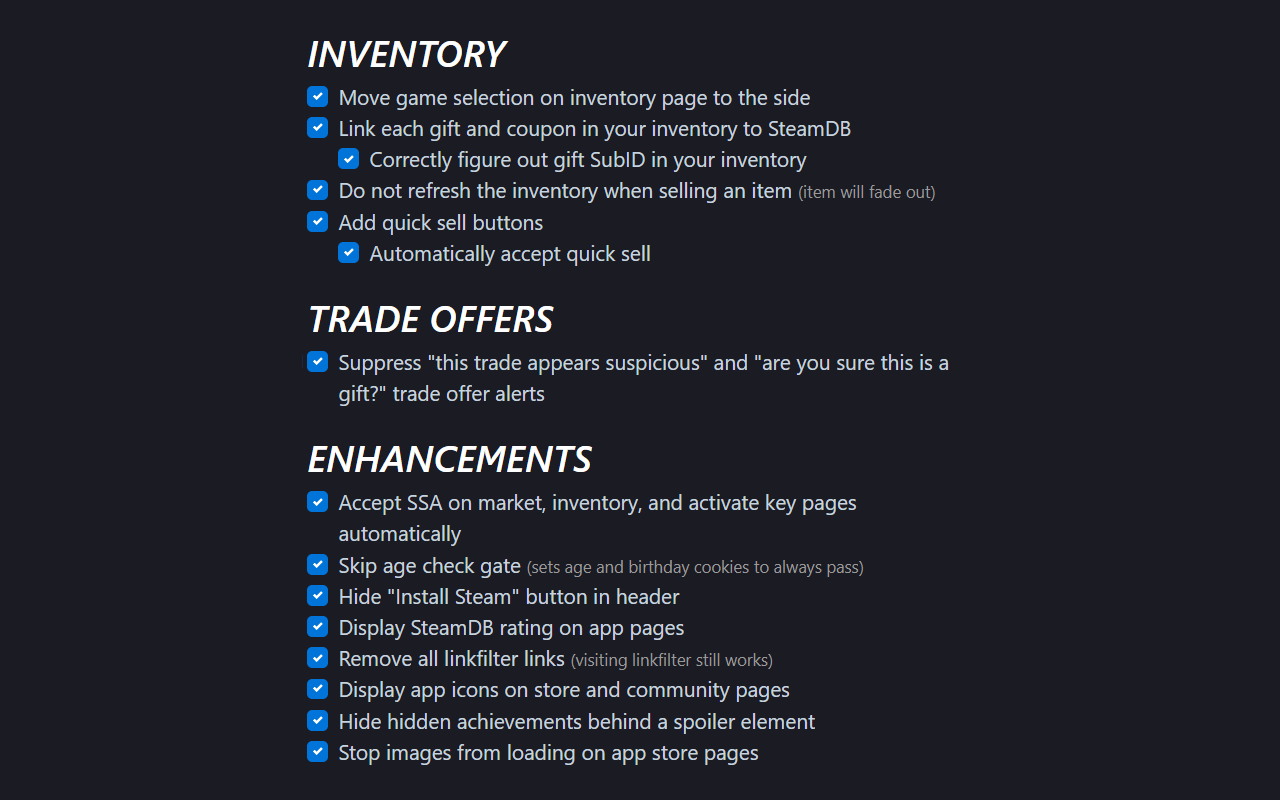 INVENTORY
Move game selection on inventory page to the side
Link each gift and coupon in your inventory to SteamDB
Correctly figure out gift SubID in your inventory
Do not refresh the inventory when selling an item (item will fade out)
Add quick sell buttons
Automatically accept quick sell
TRADE OFFERS
Suppress "this trade appears suspicious" and "are you sure this is a
gift?" trade offer alerts
ENHANCEMENTS
Accept SSA on market, inventory, and activate key pages
automatically
Skip age check gate (sets age and birthday cookies to always pass)
Hide "Install Steam" button in header
Display SteamDB rating on app pages
Remove all linkfilter links (visiting linkfilter still works)
Display app icons on store and community pages
Hide hidden achievements behind a spoiler element
Stop images from loading on app store pages